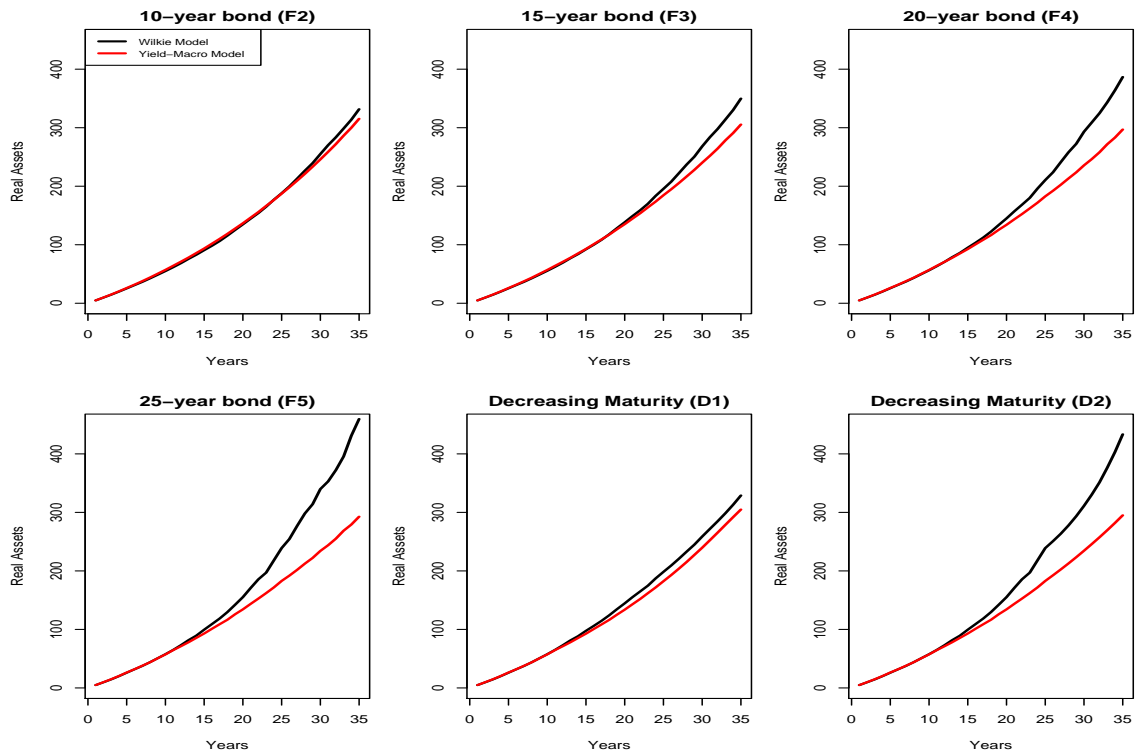 10−year bond (F2)
Wilkie Model
Yield−Macro Model
Real Assets
0 100 200 300 400
0 5 10 15 20 25 30 35
Years
15−year bond (F3)
Real Assets
0 100 200 300 400
0 5 10 15 20 25 30 35
Years
20−year bond (F4)
Real Assets
0 100 200 300 400
0 5 10 15 20 25 30 35
Years
25−year bond (F5)
Real Assets
0 100 200 300 400
0 5 10 15 20 25 30 35
Years
Decreasing Maturity (D1)
Real Assets
0 100 200 300 400
0 5 10 15 20 25 30 35
Years
Decreasing Maturity (D2)
Real Assets
0 100 200 300 400
0 5 10 15 20 25 30 35
Years